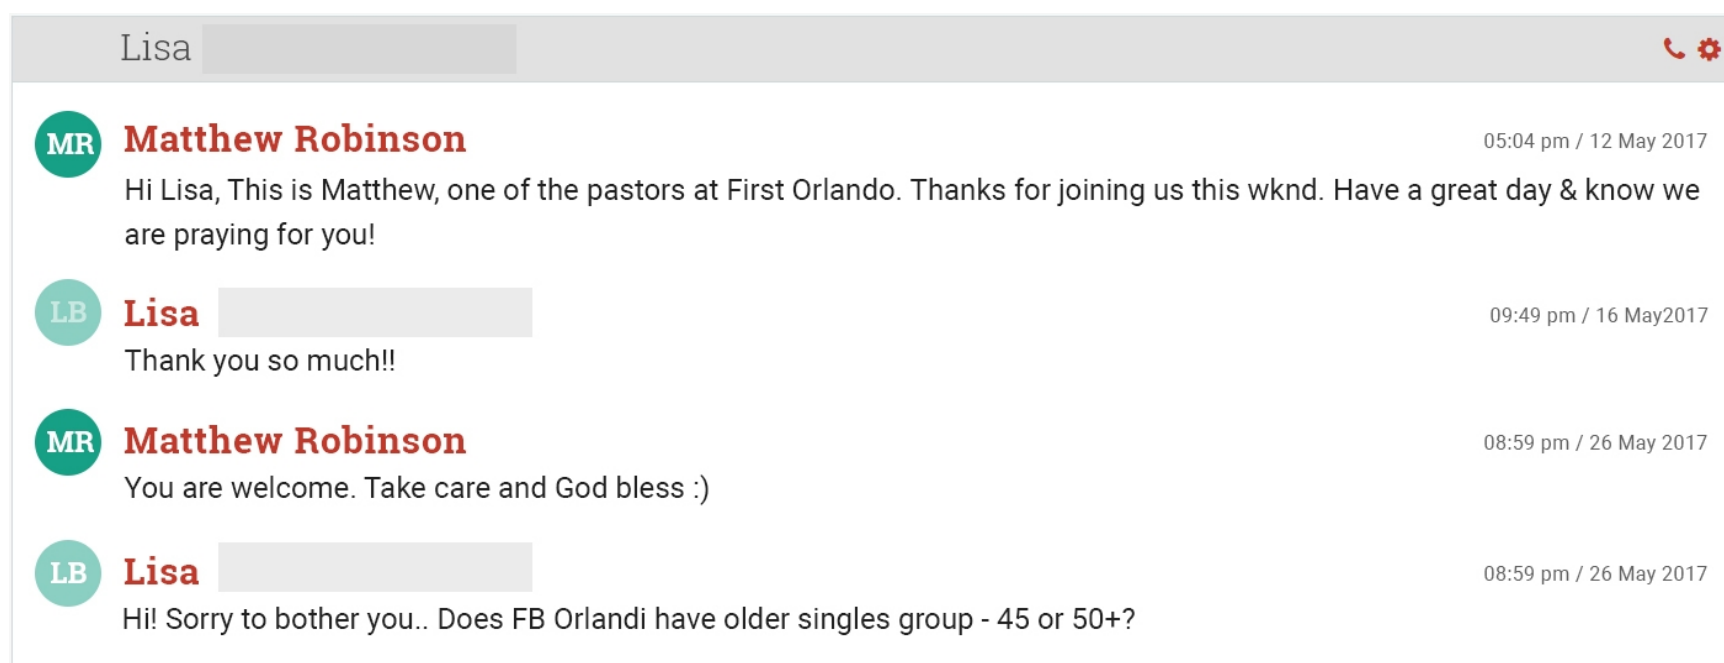 Lisa
MR
Matthew Robinson
05:04 pm / 12 May 2017
Hi Lisa, This is Matthew, one of the pastors at First Orlando. Thanks for joining us this wknd. Have a great day & know we
are praying for you!
LB
Lisa
09:49 pm / 16 May2017
Thank you so much!!
MR
Matthew Robinson
08:59 pm / 26 May 2017
You are welcome. Take care and God bless :)
LB
Lisa
08:59 pm / 26 May 2017
Hi! Sorry to bother you.. Does FB Orlandi have older singles group - 45 or 50+?